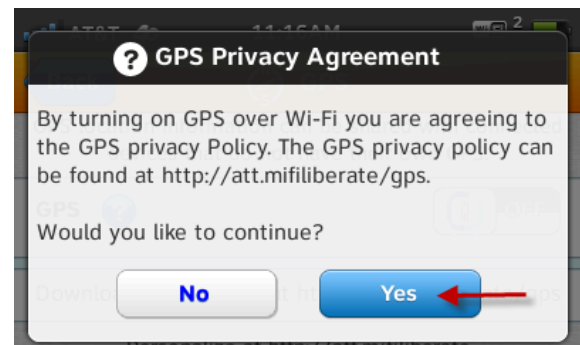 AT&T 11:16AM 2
GPS Privacy Agreement
By turning on GPS over Wi-Fi you are agreeing to
the GPS privacy Policy. The GPS privacy policy can
be found at http://att.mifiliberate/gps.
GPS
Would you like to continue?
No
Yes